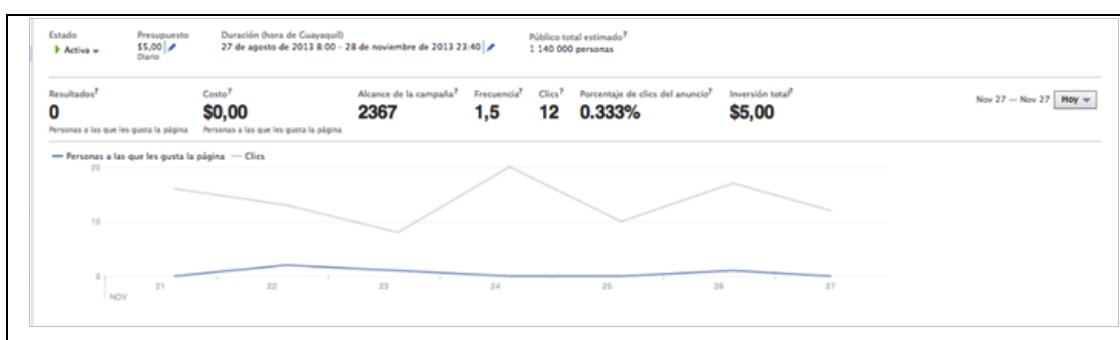 Estado Presupuesto Duración (hora de Guayaquil) Público total estimado?
Activa $5,00 27 de agosto de 2013 8:00 - 28 de noviembre de 2013 23:40 1 140 000 personas
Diario
Resultados? Costo? Alcance de la campaña? Frecuencia? Clics? Porcentaje de clics del anuncio? Inversión total?
0 $0,00 2367 1,5 12 0.333% $5,00 Nov 27 — Nov 27 Hoy
Personas a las que les gusta la página Personas a las que les gusta la página
Personas a las que les gusta la página Clics
20
10
0
21 22 23 24 25 26 27
NOV